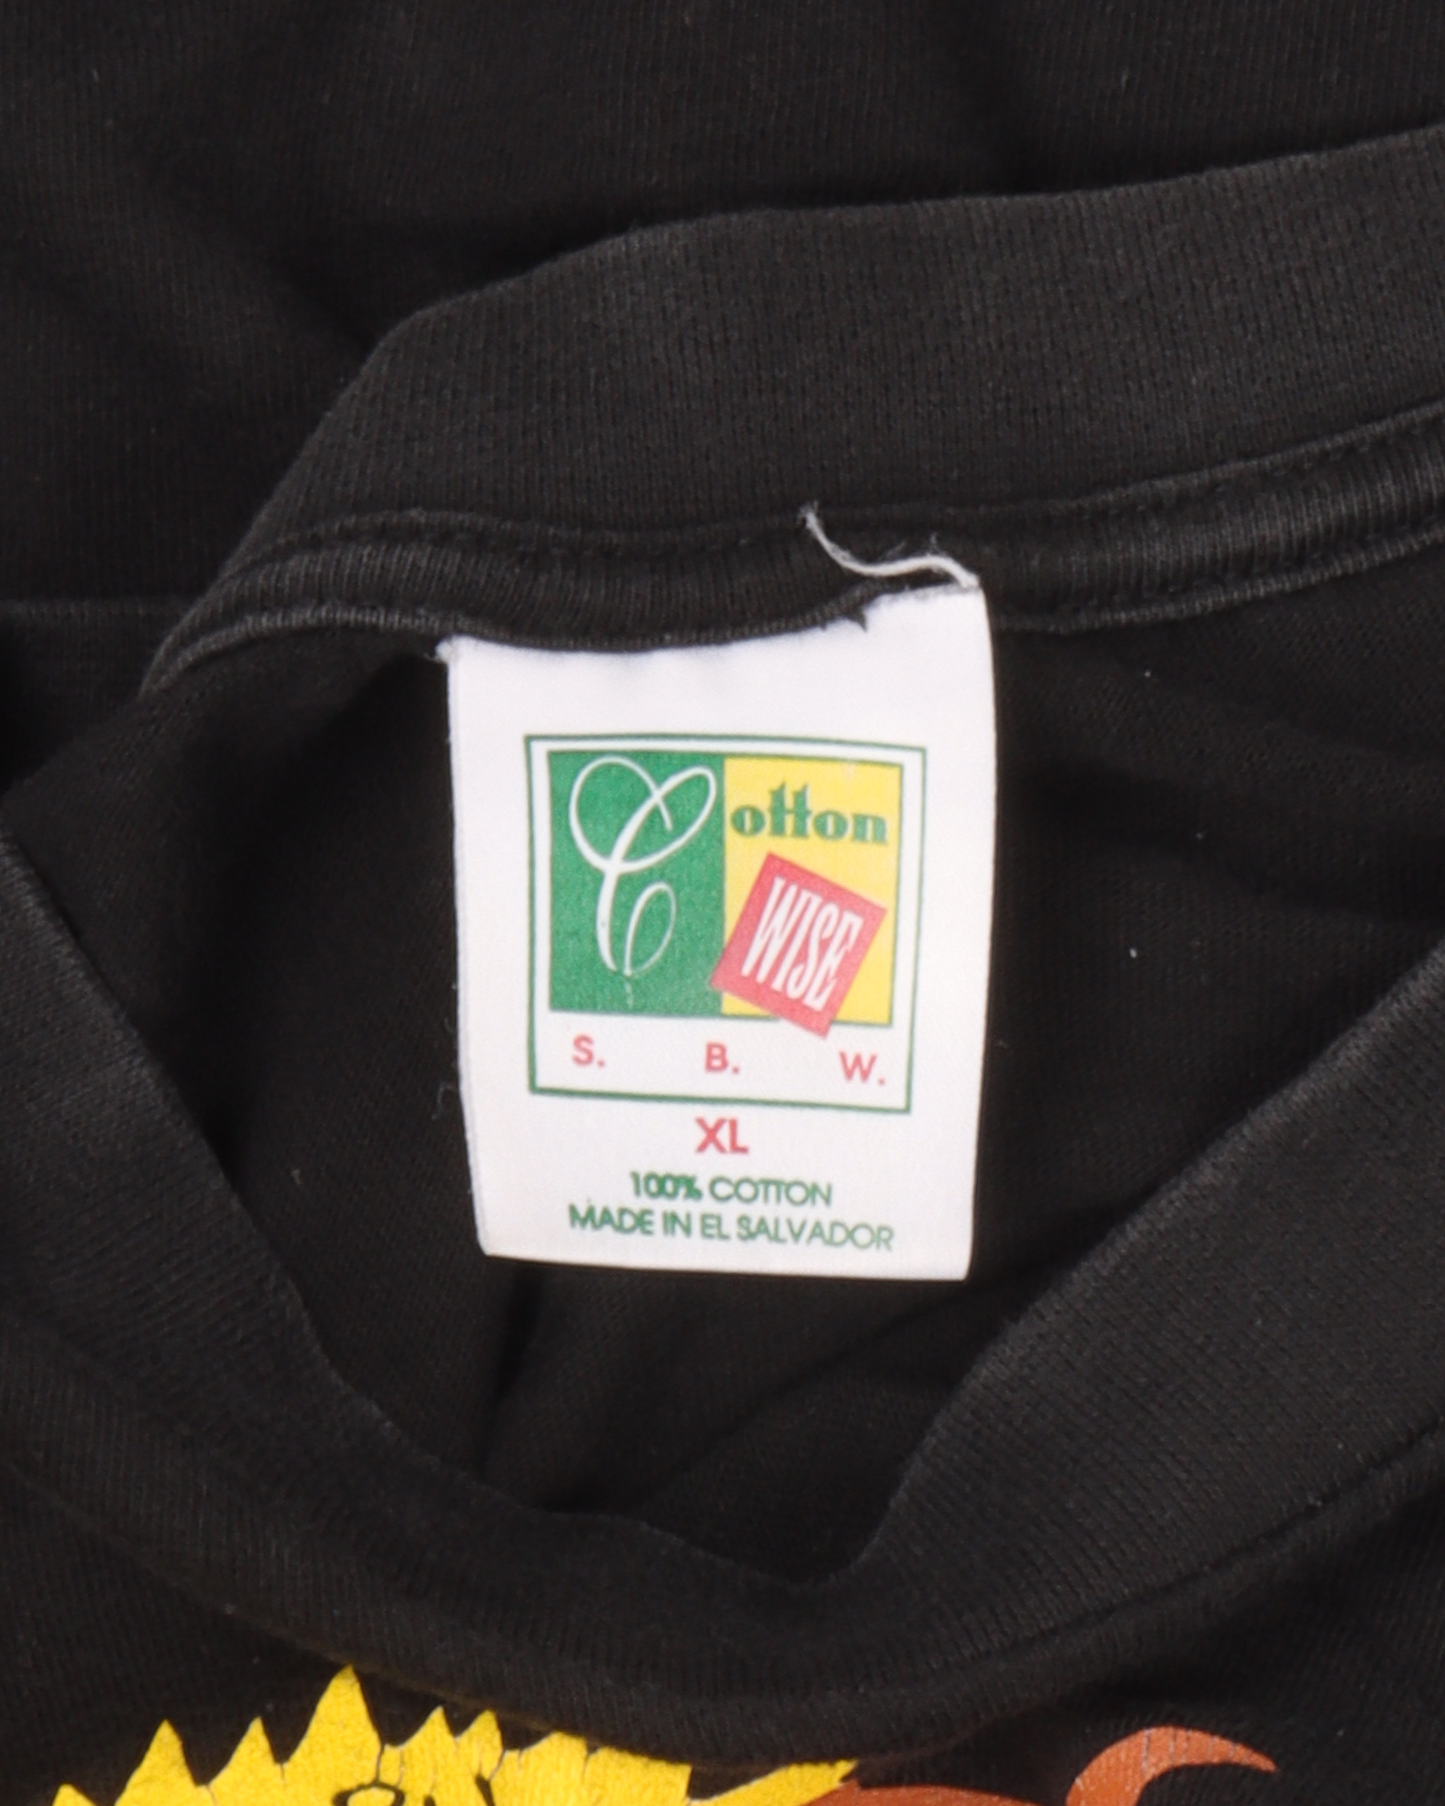 Cotton
WISE
S. B. W.
XL
100% COTTON
MADE IN EL SALVADOR